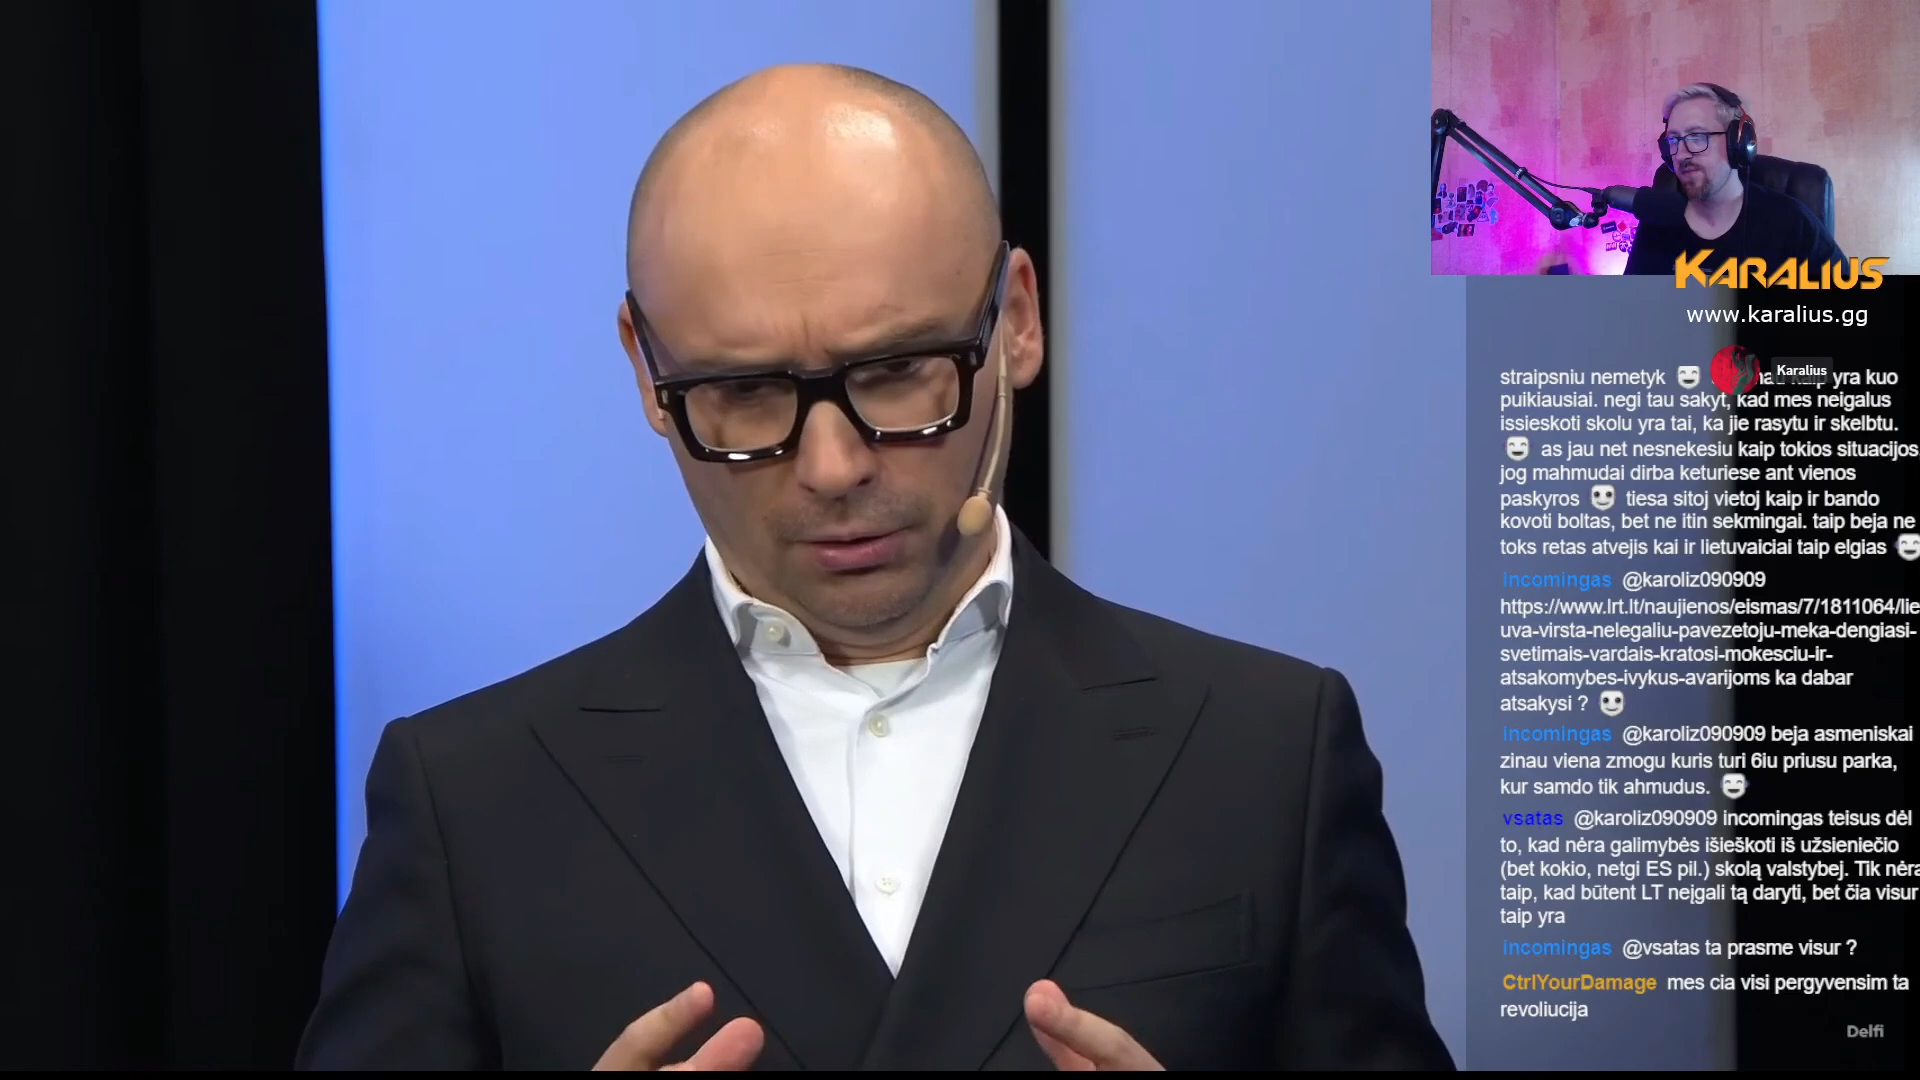 KARALIUS
www.karalius.gg
Karalius
straipsniu nemetyk kaip yra kuo
puikiausiai. negi tau sakyt, kad mes neigalus
issieskoti skolu yra tai, ka jie rasytu ir skelbtu.
as jau net nesnekesiu kaip tokios situacijos,
jog mahmudai dirba keturiese ant vienos
paskyros tiesa sitoj vietoj kaip ir bando
kovoti boltas, bet ne itin sekmingai. taip beja ne
toks retas atvejis kai ir lietuvaiciai taip elgias
incomingas @karoliz090909
https://www.lrt.lt/naujienos/eismas/7/1811064/lie
uva-virsta-nelegaliu-pavezetoju-meka-dengiasi-
svetimais-vardais-kratosi-mokesciu-ir-
atsakomybes-ivykus-avarijoms ka dabar
atsakysi ?
incomingas @karoliz090909 beja asmeniskai
zinau viena zmogu kuris turi 6iu priusu parka,
kur samdo tik ahmudus.
vsatas @karoliz090909 incomingas teisus dėl
to, kad nėra galimybės išieškoti iš užsieniečio
(bet kokio, netgi ES pil.) skolą valstybej. Tik nėra
taip, kad būtent LT neįgali tą daryti, bet čia visur
taip yra
incomingas @vsatas ta prasme visur ?
CtrlYourDamage mes cia visi pergyvensim ta
revoliucija
Delfi